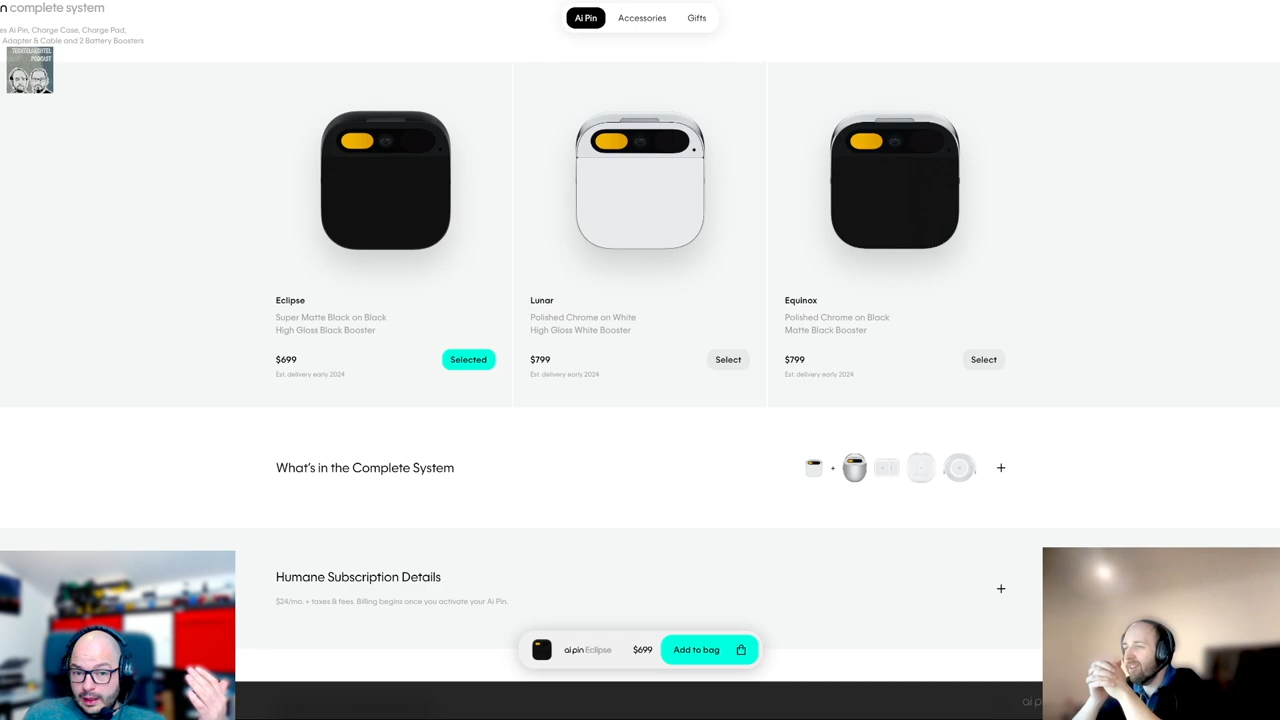 n complete system
es Ai Pin, Charge Case, Charge Pad,
Adapter & Cable and 2 Battery Boosters
PODCAST
Ai Pin
Accessories
Gifts
Eclipse
Super Matte Black on Black
High Gloss Black Booster
$699
Selected
Est. delivery early 2024
Lunar
Polished Chrome on White
High Gloss White Booster
$799
Select
Est. delivery early 2024
Equinox
Polished Chrome on Black
Matte Black Booster
$799
Select
Est. delivery early 2024
What's in the Complete System
+
+
Humane Subscription Details
+
$24/mo. + taxes & fees. Billing begins once you activate your Ai Pin.
ai pin Eclipse
$699
Add to bag
ai p